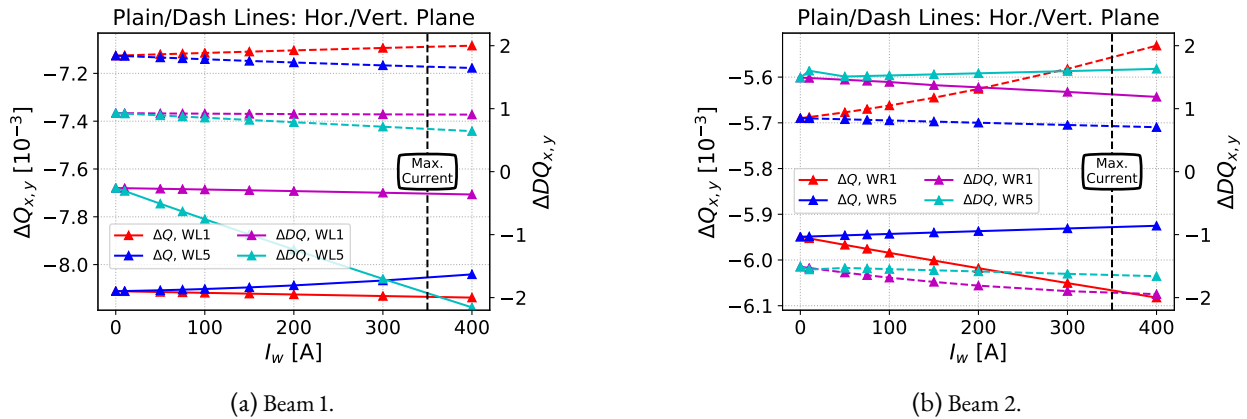 Plain/Dash Lines: Hor./Vert. Plane
−7.2
−7.4
−7.6
−7.8
−8.0
ΔQx,y [10−3]
2
1
0
−1
−2
ΔDQx,y
Max.
Current
ΔQ, WL1
ΔQ, WL5
ΔDQ, WL1
ΔDQ, WL5
0 100 200 300 400
Iw [A]
(a) Beam 1.
Plain/Dash Lines: Hor./Vert. Plane
−5.6
−5.7
−5.8
−5.9
−6.0
−6.1
ΔQx,y [10−3]
2
1
0
−1
−2
ΔDQx,y
Max.
Current
ΔQ, WR1
ΔQ, WR5
ΔDQ, WR1
ΔDQ, WR5
0 100 200 300 400
Iw [A]
(b) Beam 2.